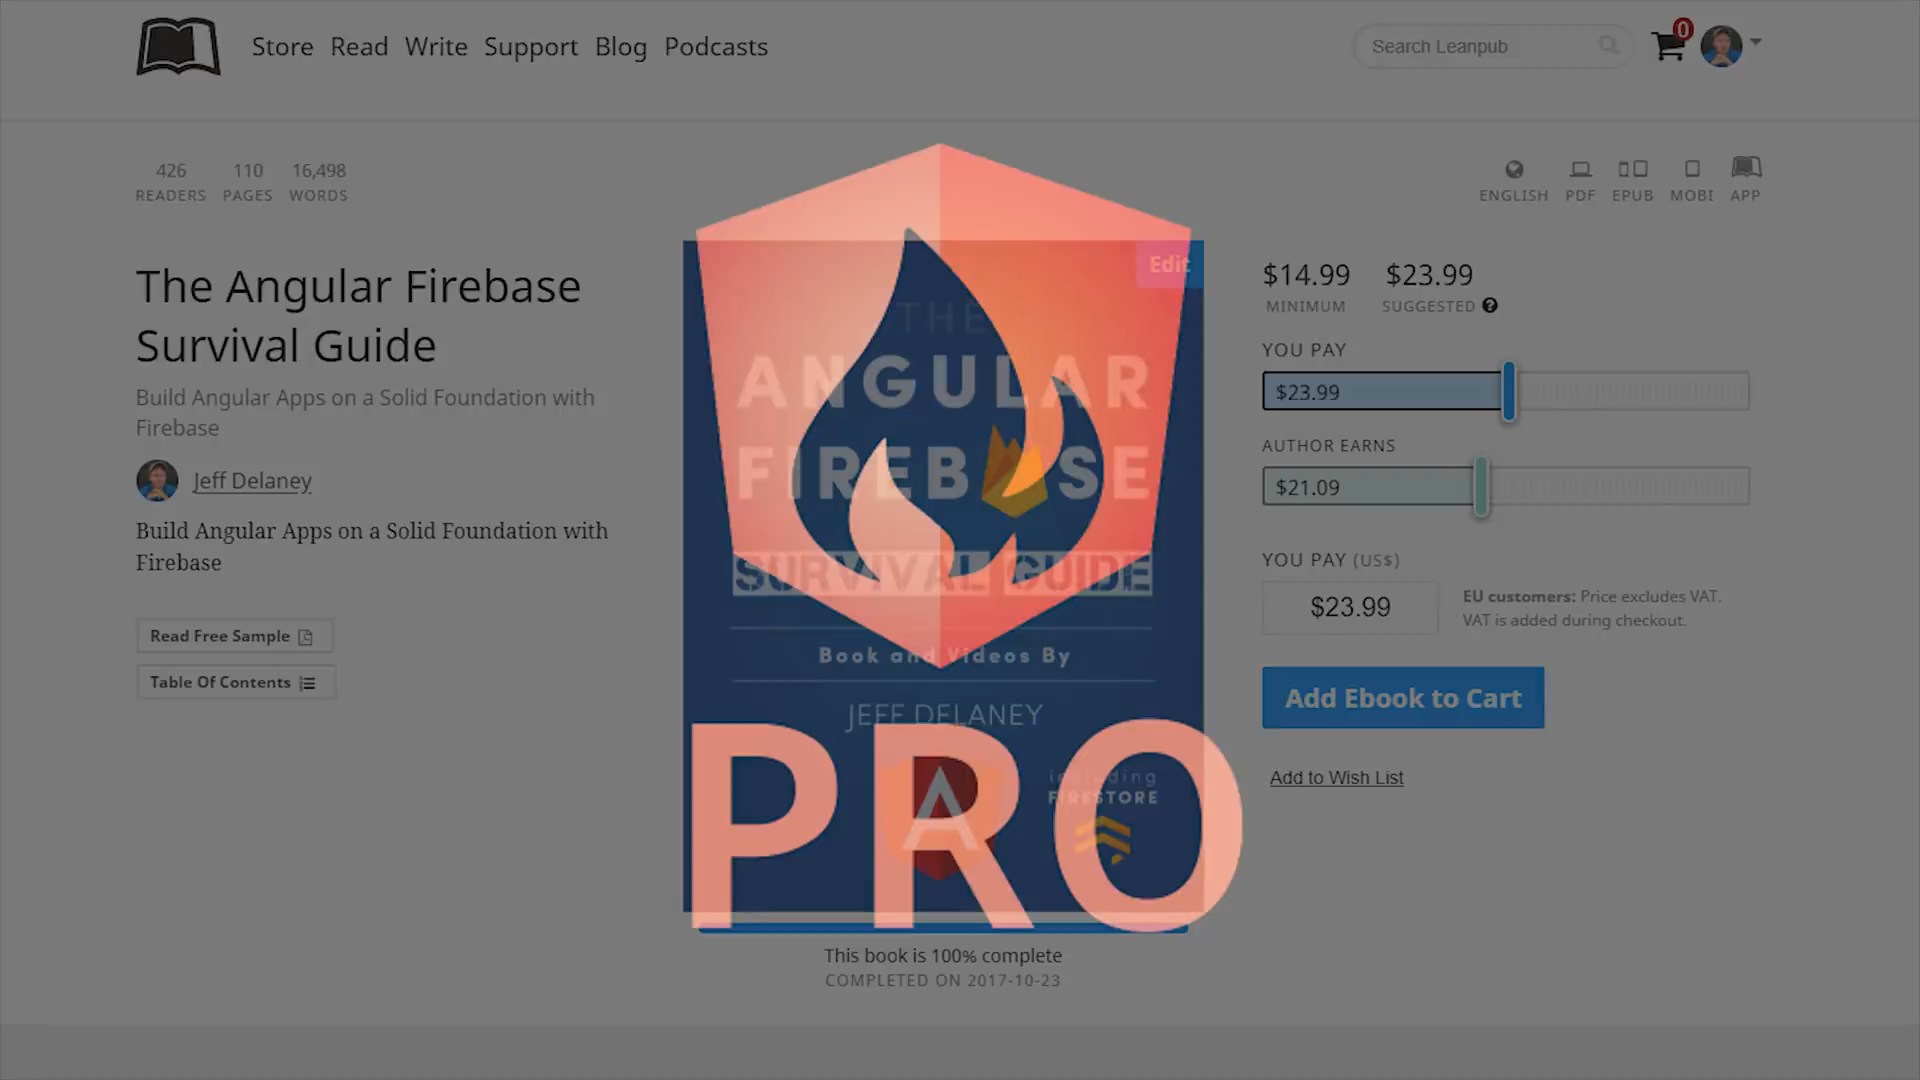 Store Read Write Support Blog Podcasts
Search Leanpub
0
426
READERS
110
PAGES
16,498
WORDS
ENGLISH
PDF
EPUB
MOBI
APP
The Angular Firebase
Survival Guide
Build Angular Apps on a Solid Foundation with
Firebase
Jeff Delaney
Build Angular Apps on a Solid Foundation with
Firebase
Read Free Sample
Table Of Contents
Edit
THE
ANGULAR
FIREBASE
SURVIVAL GUIDE
Book and Videos By
JEFF DELANEY
including
FIRESTORE
PRO
This book is 100% complete
COMPLETED ON 2017-10-23
$14.99
MINIMUM
$23.99
SUGGESTED
YOU PAY
$23.99
AUTHOR EARNS
$21.09
YOU PAY (US$)
$23.99
EU customers: Price excludes VAT.
VAT is added during checkout.
Add Ebook to Cart
Add to Wish List